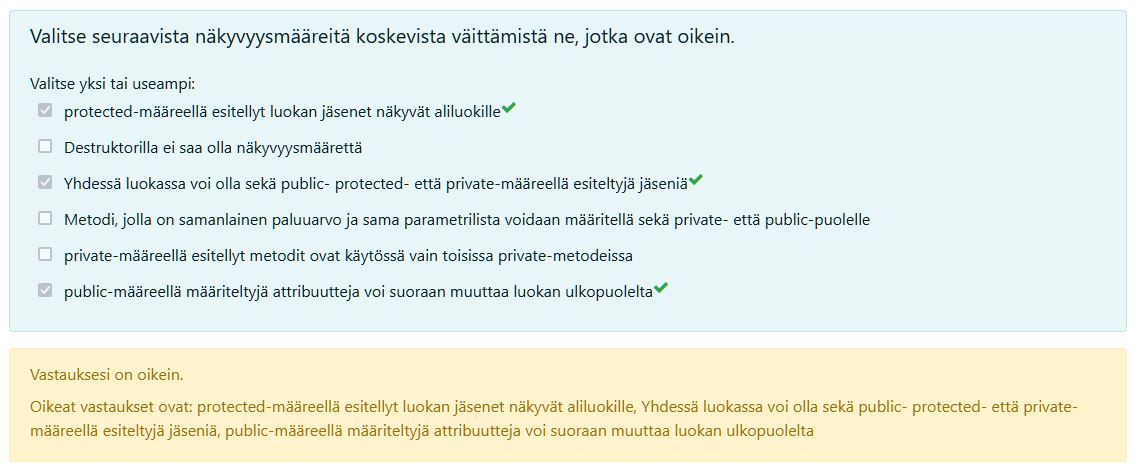 Valitse seuraavista näkyvyysmääreitä koskevista väittämistä ne, jotka ovat oikein.
Valitse yksi tai useampi:
protected-määreellä esitellyt luokan jäsenet näkyvät aliluokille
Destruktorilla ei saa olla näkyvyysmäärettä
Yhdessä luokassa voi olla sekä public- protected- että private-määreellä esiteltyjä jäseniä
Metodi, jolla on samanlainen paluuarvo ja sama parametrilista voidaan määritellä sekä private- että public-puolelle
private-määreellä esitellyt metodit ovat käytössä vain toisissa private-metodeissa
public-määreellä määriteltyjä attribuutteja voi suoraan muuttaa luokan ulkopuolelta
Vastauksesi on oikein.
Oikeat vastaukset ovat: protected-määreellä esitellyt luokan jäsenet näkyvät aliluokille, Yhdessä luokassa voi olla sekä public- protected- että private-
määreellä esiteltyjä jäseniä, public-määreellä määriteltyjä attribuutteja voi suoraan muuttaa luokan ulkopuolelta